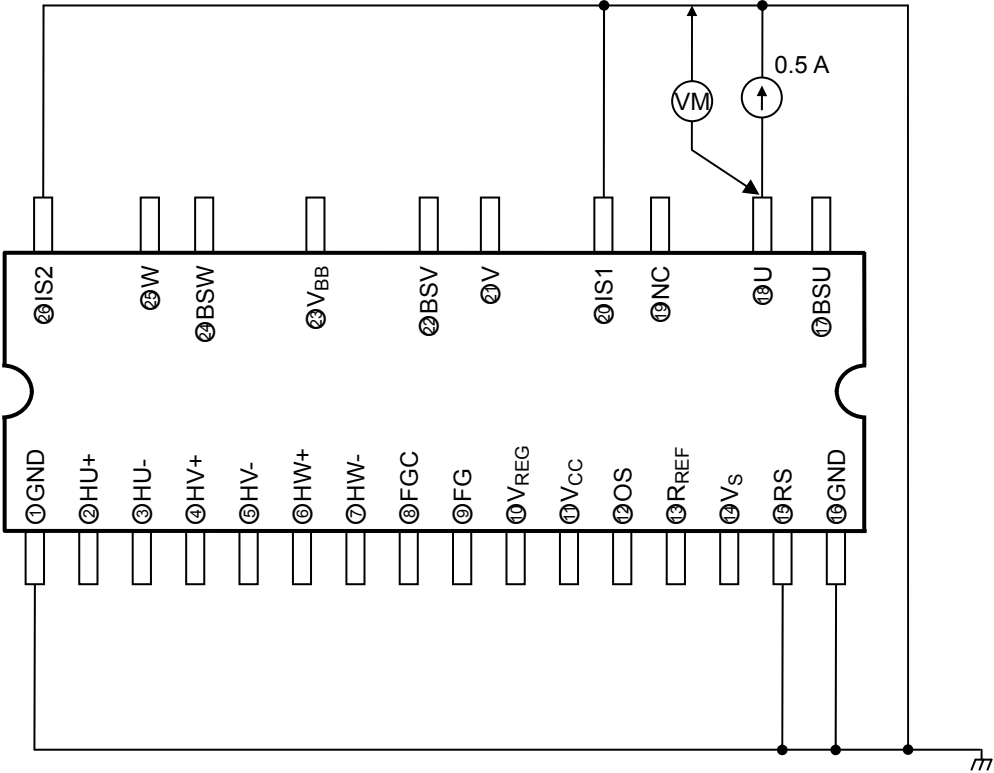 0.5 A
VM
㉖IS2
㉕W
㉔BSW
㉓VBB
㉒BSV
㉑V
⑳IS1
⑲NC
⑱U
⑰BSU
①GND
②HU+
③HU-
④HV+
⑤HV-
⑥HW+
⑦HW-
⑧FGC
⑨FG
⑩VREG
⑪VCC
⑫OS
⑬RREF
⑭VS
⑮RS
⑯GND